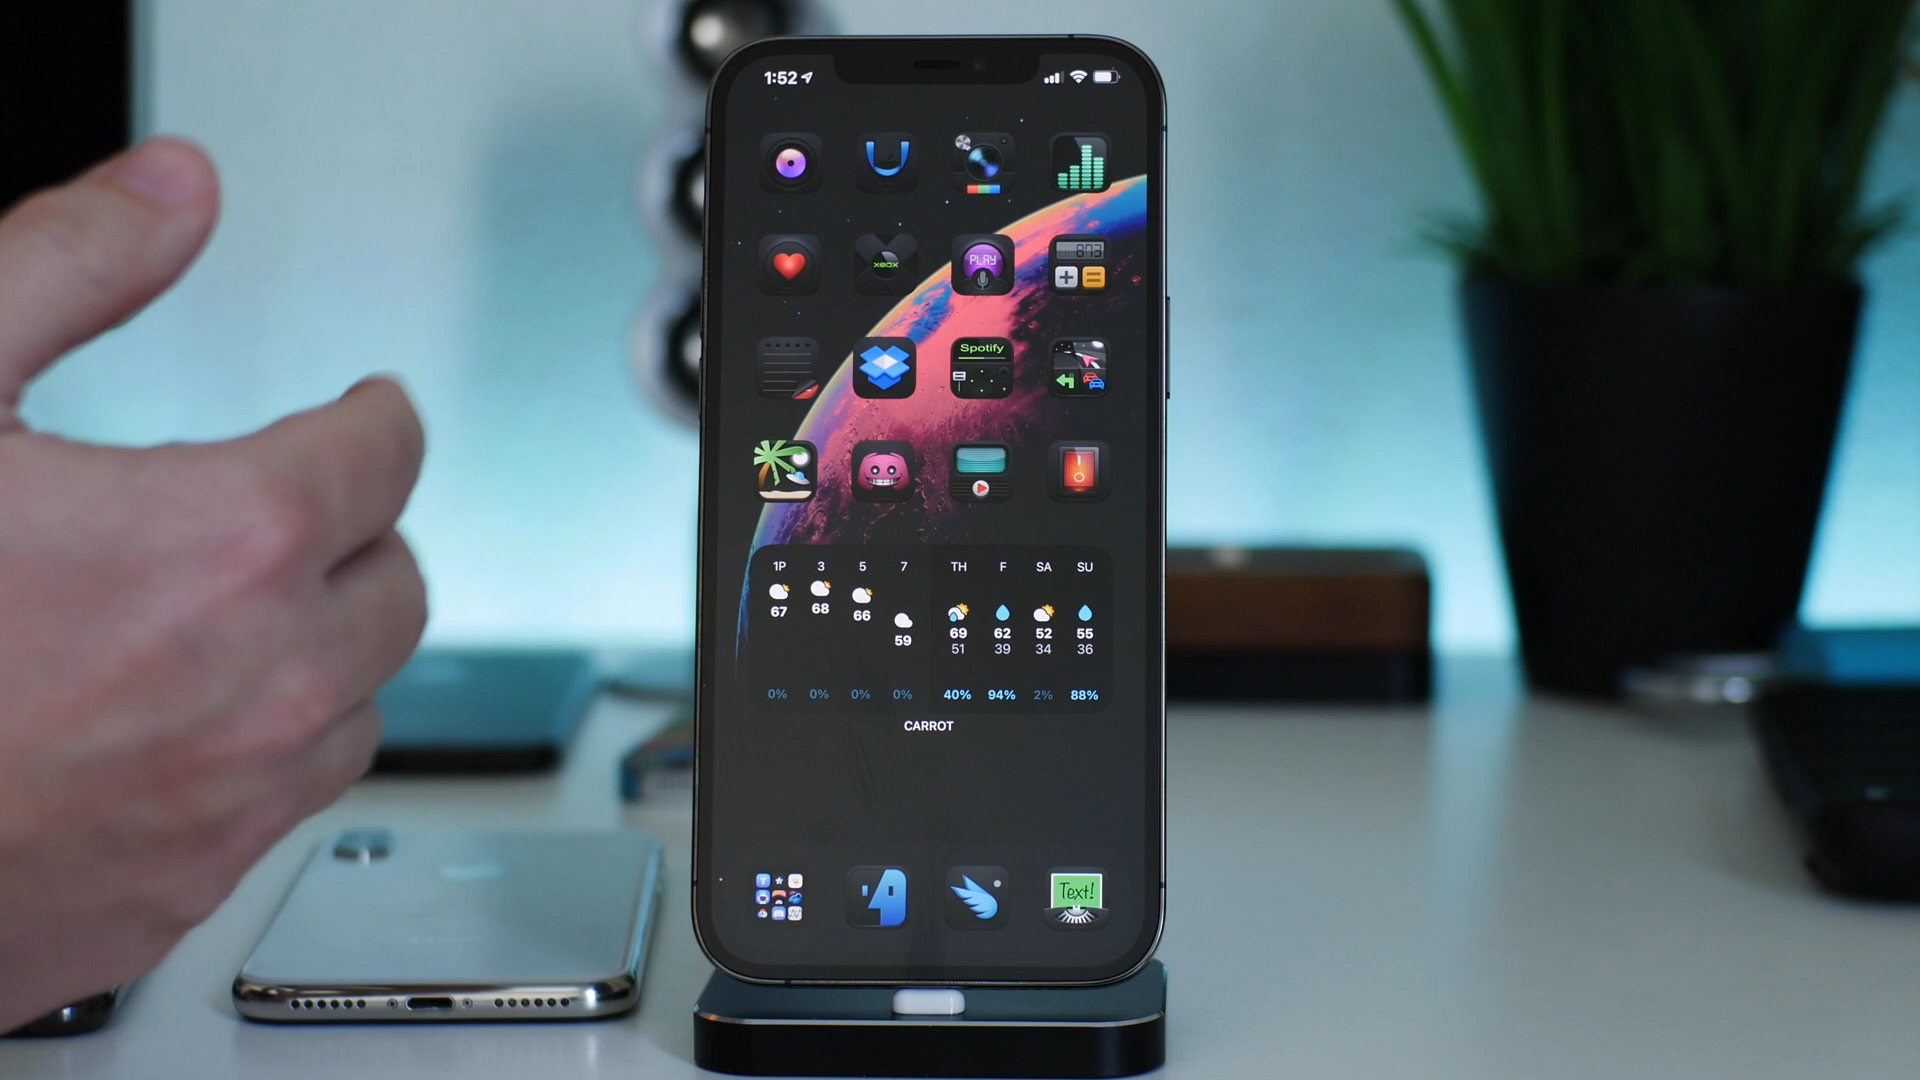 1:52
XBOX
PLAY
Spotify
1P 3 5 7 TH F SA SU
67 68 66 59 69 62 52 55
51 39 34 36
0% 0% 0% 0% 40% 94% 2% 88%
CARROT
Text!